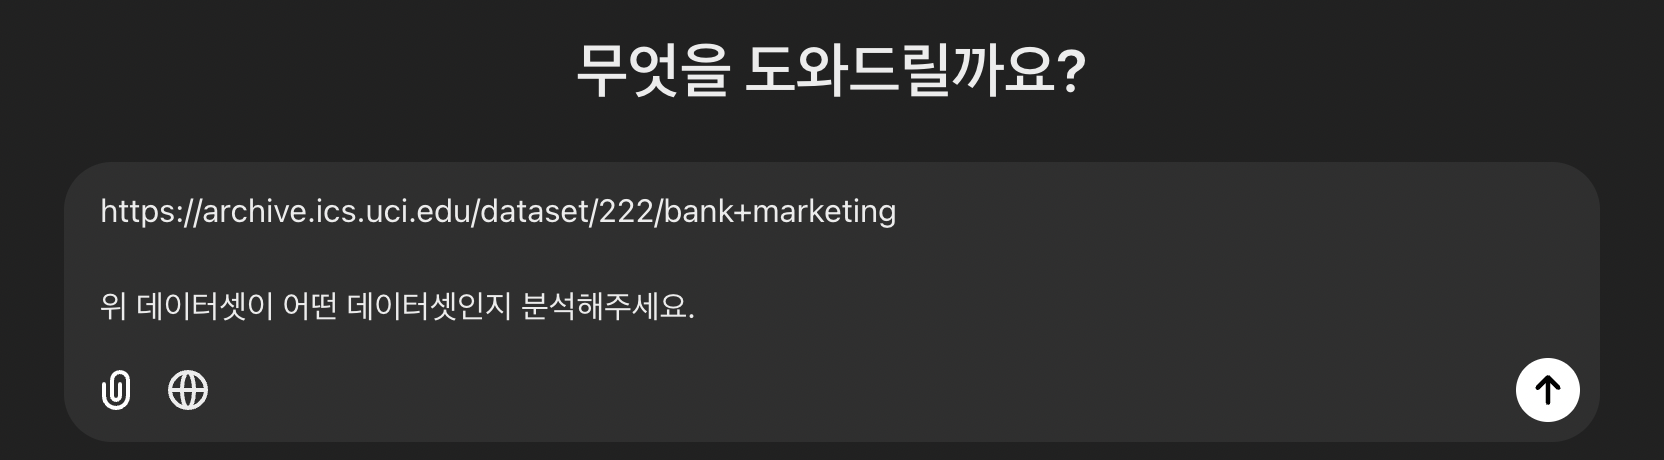 무엇을 도와드릴까요?
https://archive.ics.uci.edu/dataset/222/bank+marketing
위 데이터셋이 어떤 데이터셋인지 분석해주세요.